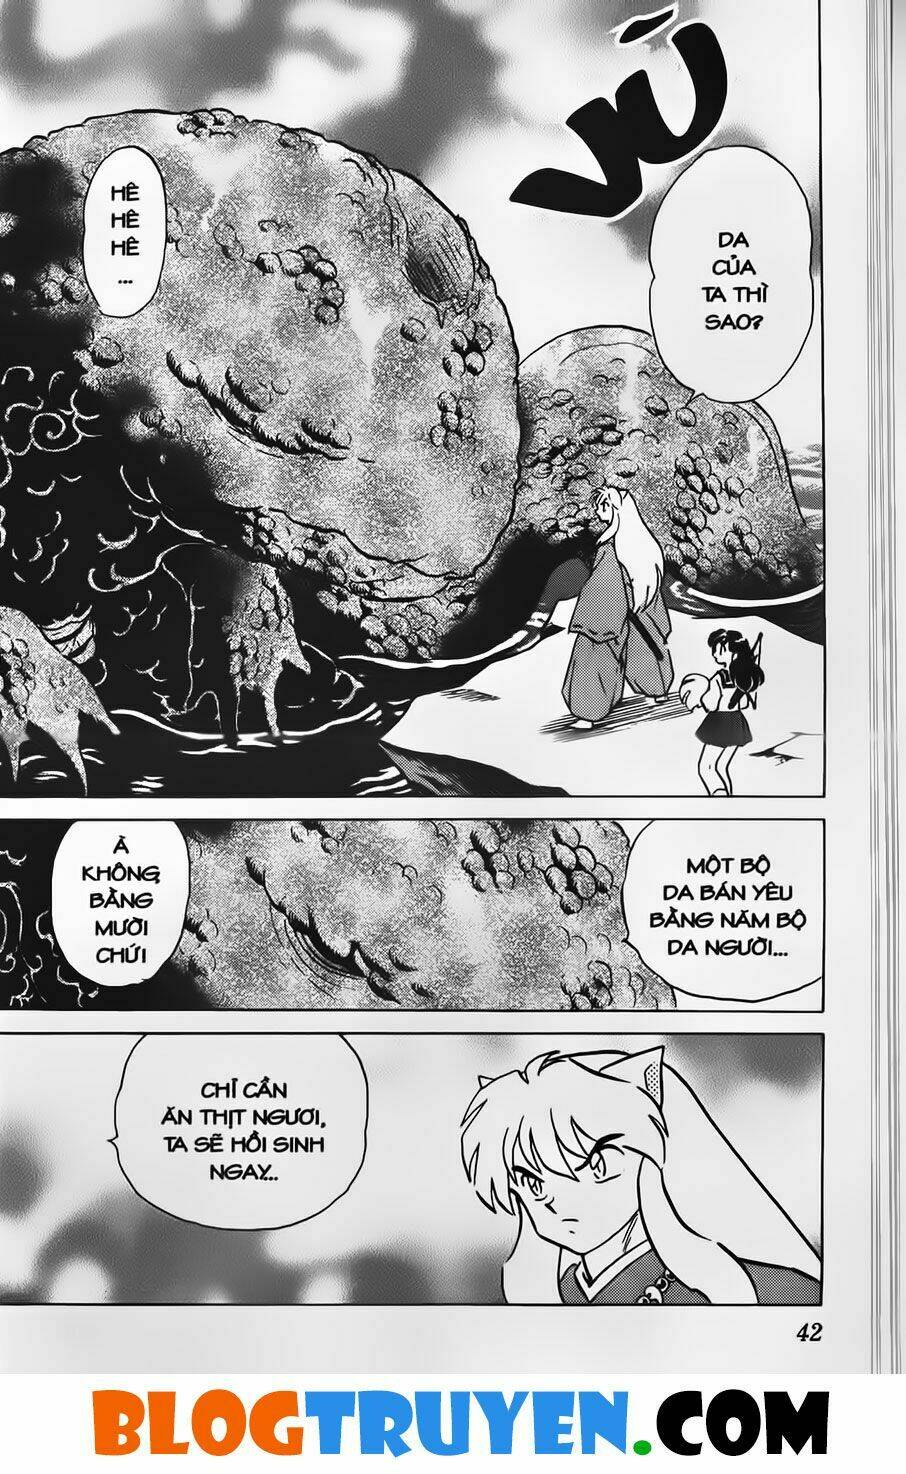 VÙ
DA
CỦA
TA THÌ
SAO?
HÊ
HÊ
HÊ
...
MỘT BỘ
DA BÁN YÊU
BẰNG NĂM BỘ
DA NGƯỜI...
À
KHÔNG,
BẰNG
MƯỜI
CHỨ!
CHỈ CẦN
ĂN THỊT NGƯƠI,
TA SẼ HỒI SINH
NGAY...
42
BLOGTRUYEN.COM